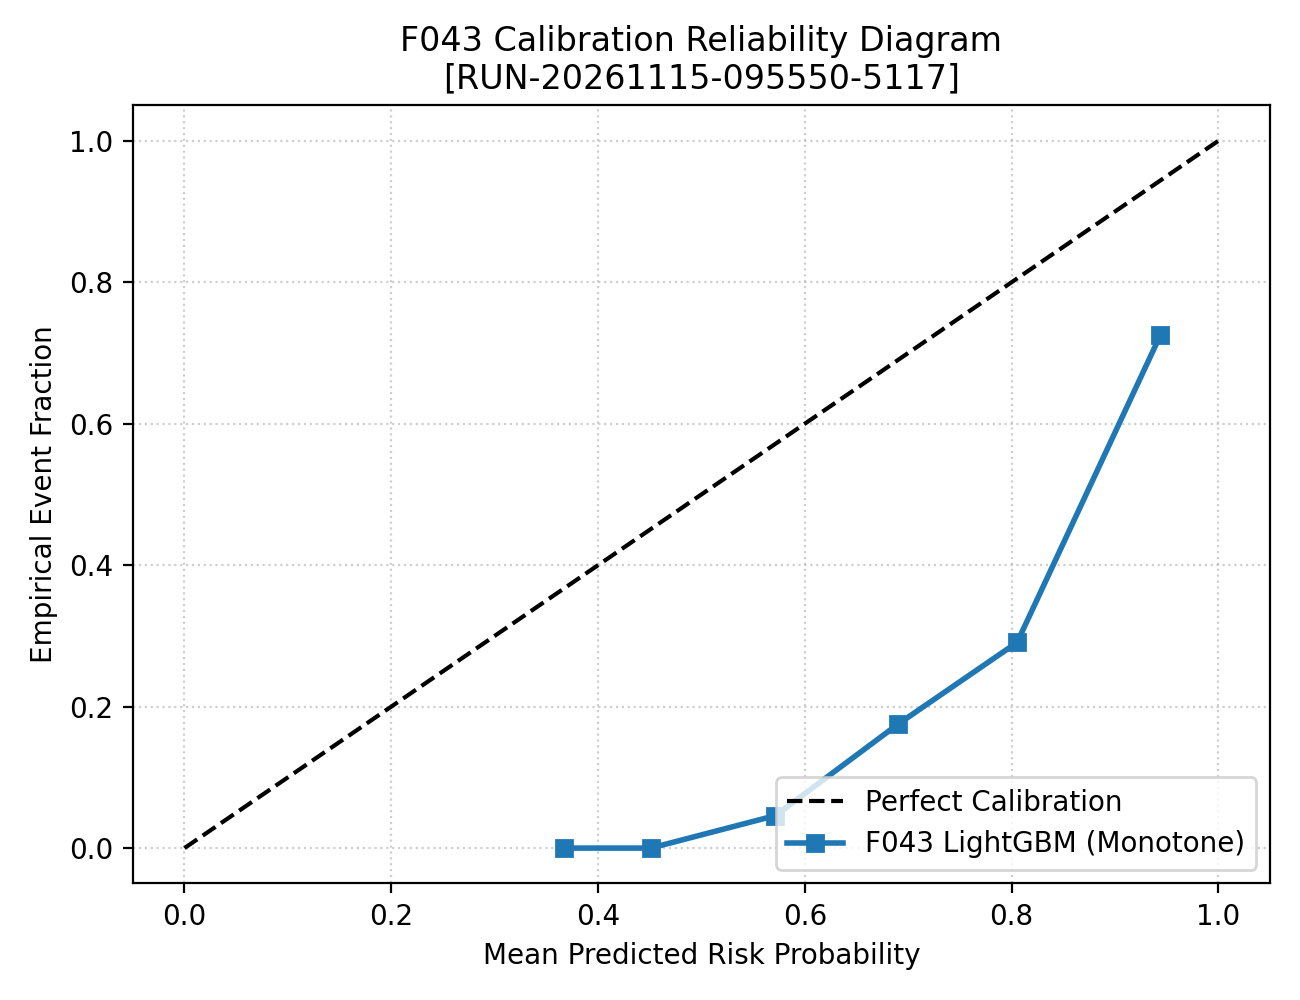 F043 Calibration Reliability Diagram
[RUN-20261115-095550-5117]
Empirical Event Fraction
1.0
0.8
0.6
0.4
0.2
0.0
0.0 0.2 0.4 0.6 0.8 1.0
Mean Predicted Risk Probability
Perfect Calibration
F043 LightGBM (Monotone)